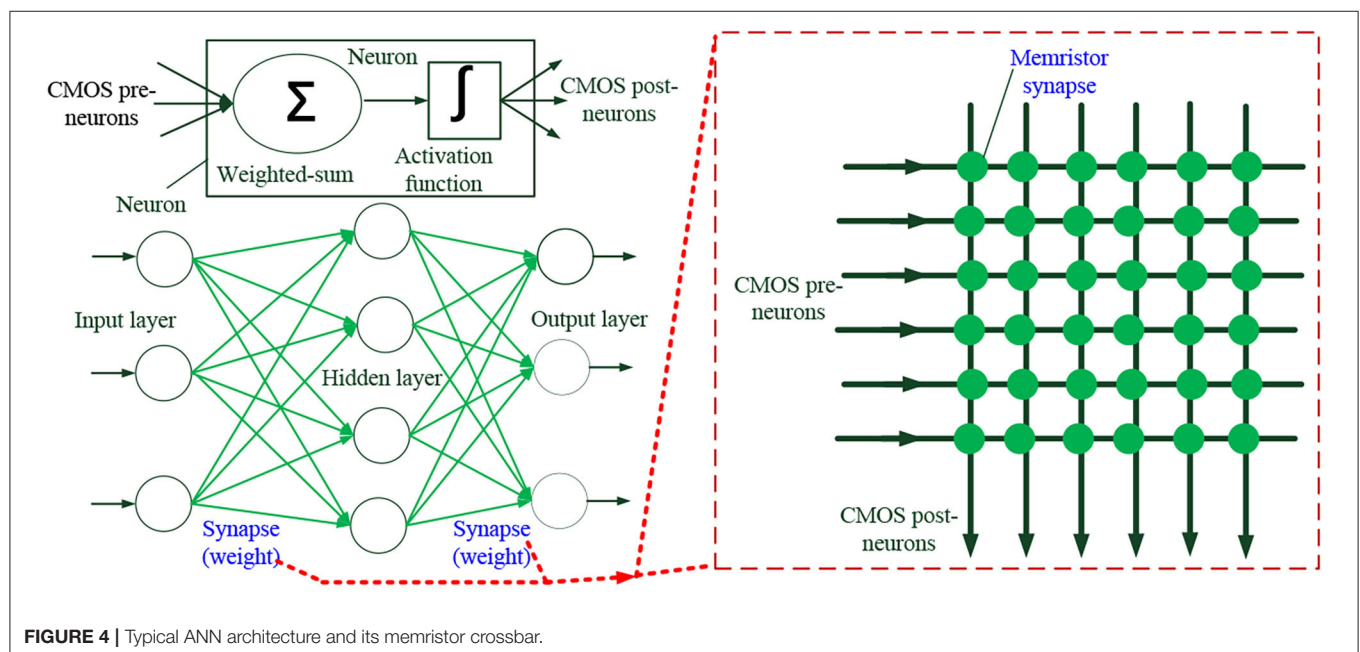 Neuron
CMOS pre-
neurons
Σ
∫
CMOS post-
neurons
Weighted-sum
Activation
function
Neuron
Input layer
Hidden layer
Output layer
Synapse
(weight)
Synapse
(weight)
Memristor
synapse
CMOS pre-
neurons
CMOS post-
neurons
FIGURE 4 | Typical ANN architecture and its memristor crossbar.